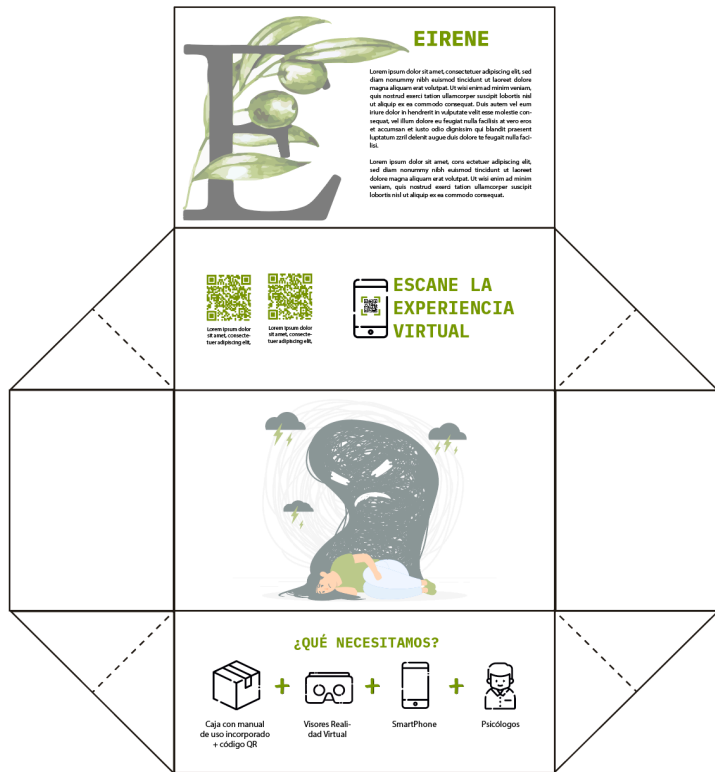 E
EIRENE
Lorem ipsum dolor sit amet, consectetuer adipiscing elit, sed
diam nonummy nibh euismod tincidunt ut laoreet dolore
magna aliquam erat volutpat. Ut wisi enim ad minim veniam,
quis nostrud exerci tation ullamcorper suscipit lobortis nisl
ut aliquip ex ea commodo consequat. Duis autem vel eum
iriure dolor in hendrerit in vulputate velit esse molestie con-
sequat, vel illum dolore eu feugiat nulla facilisis at vero eros
et accumsan et iusto odio dignissim qui blandit praesent
luptatum zzril delenit augue duis dolore te feugait nulla faci-
lisi.
Lorem ipsum dolor sit amet, cons ectetuer adipiscing elit,
sed diam nonummy nibh euismod tincidunt ut laoreet
dolore magna aliquam erat volutpat. Ut wisi enim ad minim
veniam, quis nostrud exerci tation ullamcorper suscipit
lobortis nisl ut aliquip ex ea commodo consequat.
Lorem ipsum dolor
sit amet, consecte-
tuer adipiscing elit,
Lorem ipsum dolor
sit amet, consecte-
tuer adipiscing elit,
ESCANE LA
EXPERIENCIA
VIRTUAL
¿QUÉ NECESITAMOS?
+ + +
Caja con manual
de uso incorporado
+ código QR
Visores Reali-
dad Virtual
SmartPhone
Psicólogos